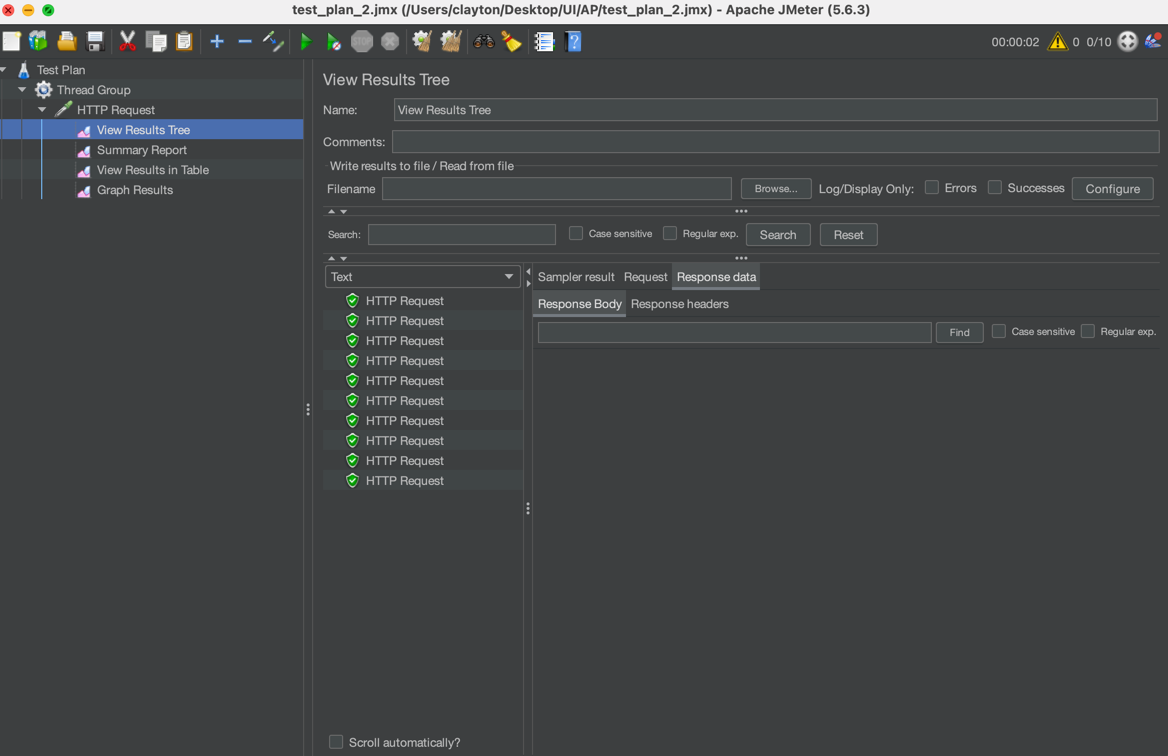 test_plan_2.jmx (/Users/clayton/Desktop/UI/AP/test_plan_2.jmx) - Apache JMeter (5.6.3)
STOP
00:00:02 0 0/10
Test Plan
Thread Group
HTTP Request
View Results Tree
Summary Report
View Results in Table
Graph Results
View Results Tree
Name: View Results Tree
Comments:
Write results to file / Read from file
Filename Browse... Log/Display Only: Errors Successes Configure
Search: Case sensitive Regular exp. Search Reset
Text
HTTP Request
HTTP Request
HTTP Request
HTTP Request
HTTP Request
HTTP Request
HTTP Request
HTTP Request
HTTP Request
HTTP Request
Scroll automatically?
Sampler result Request Response data
Response Body Response headers
Find Case sensitive Regular exp.